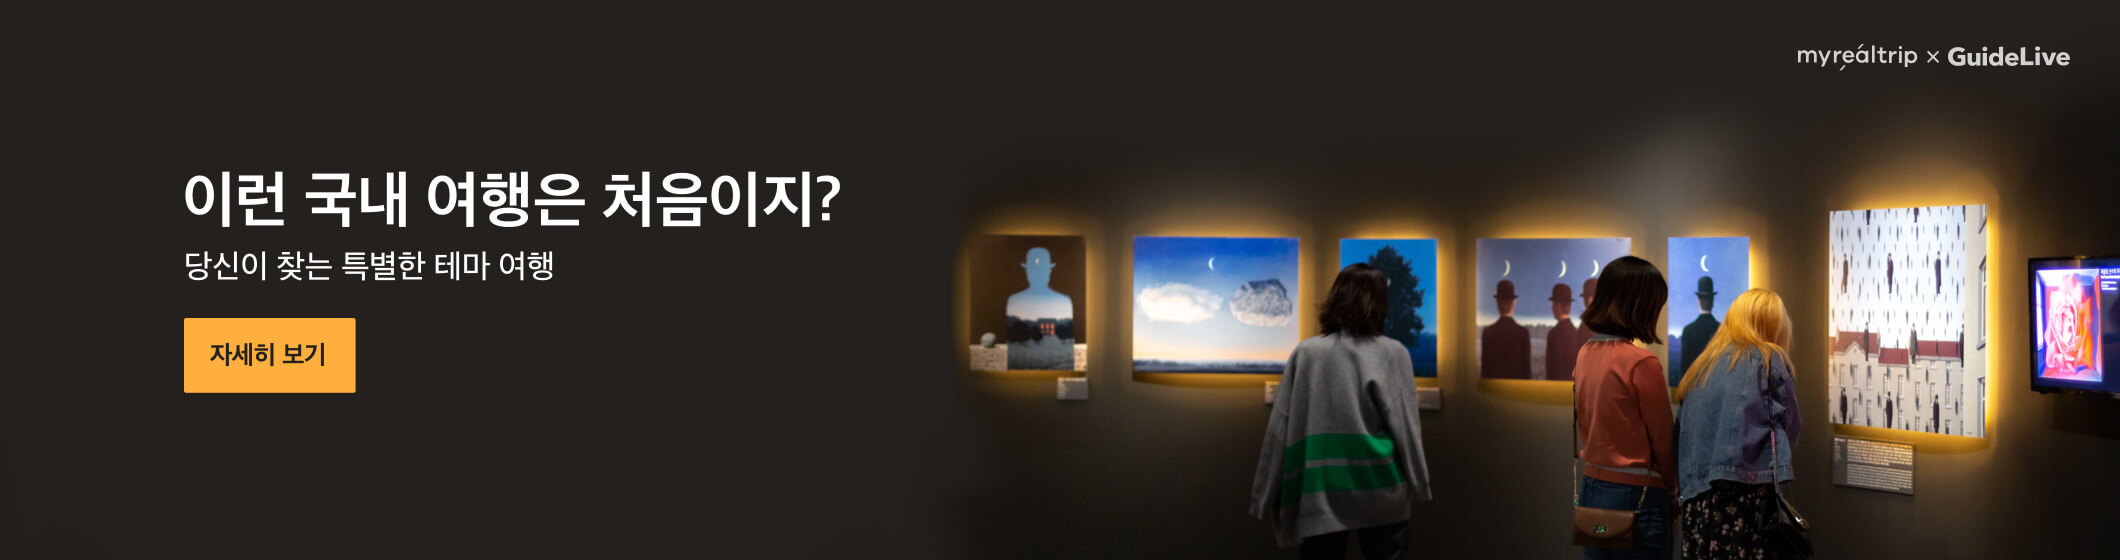 myrealtrip × GuideLive
이런 국내 여행은 처음이지?
당신이 찾는 특별한 테마 여행
자세히 보기